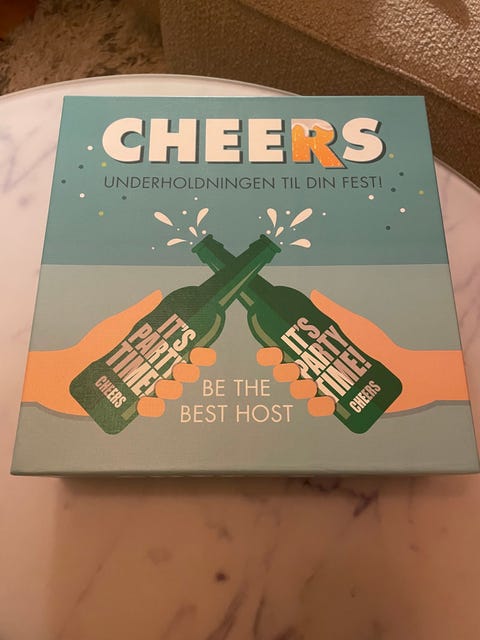 CHEERS
UNDERHOLDNINGEN TIL DIN FEST!
IT'S
PARTY
TIME!
CHEERS
IT'S
PARTY
TIME!
CHEERS
BE THE
BEST HOST